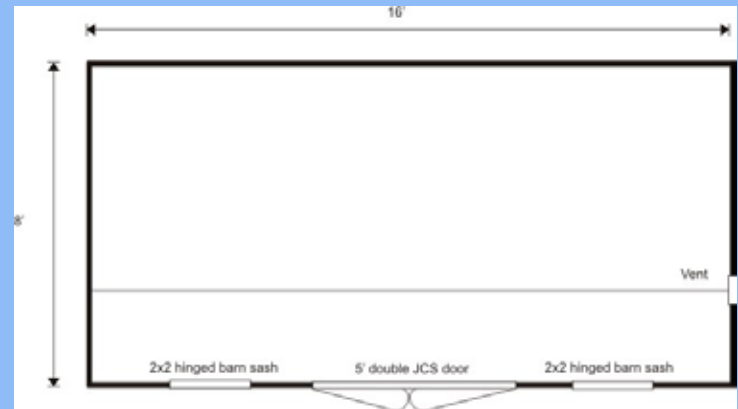 16'
8'
Vent
2x2 hinged barn sash
5' double JCS door
2x2 hinged barn sash